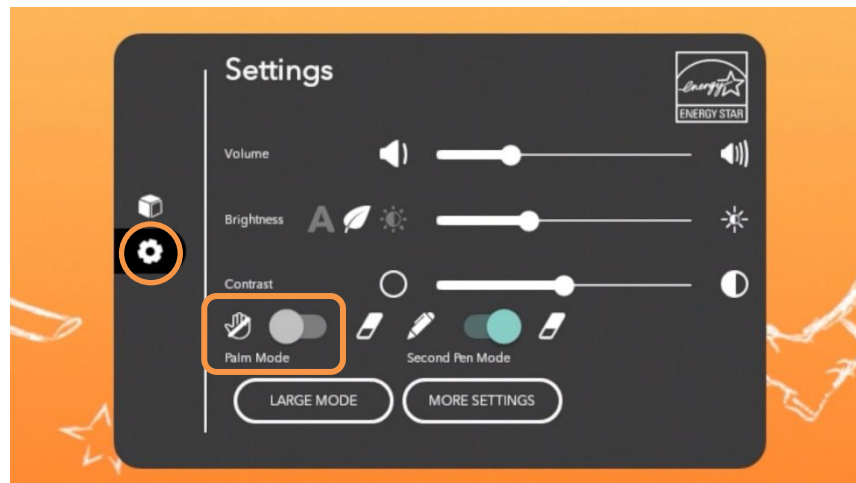 Settings
energy
ENERGY STAR
Volume
Brightness A
Contrast
Palm Mode
Second Pen Mode
LARGE MODE
MORE SETTINGS